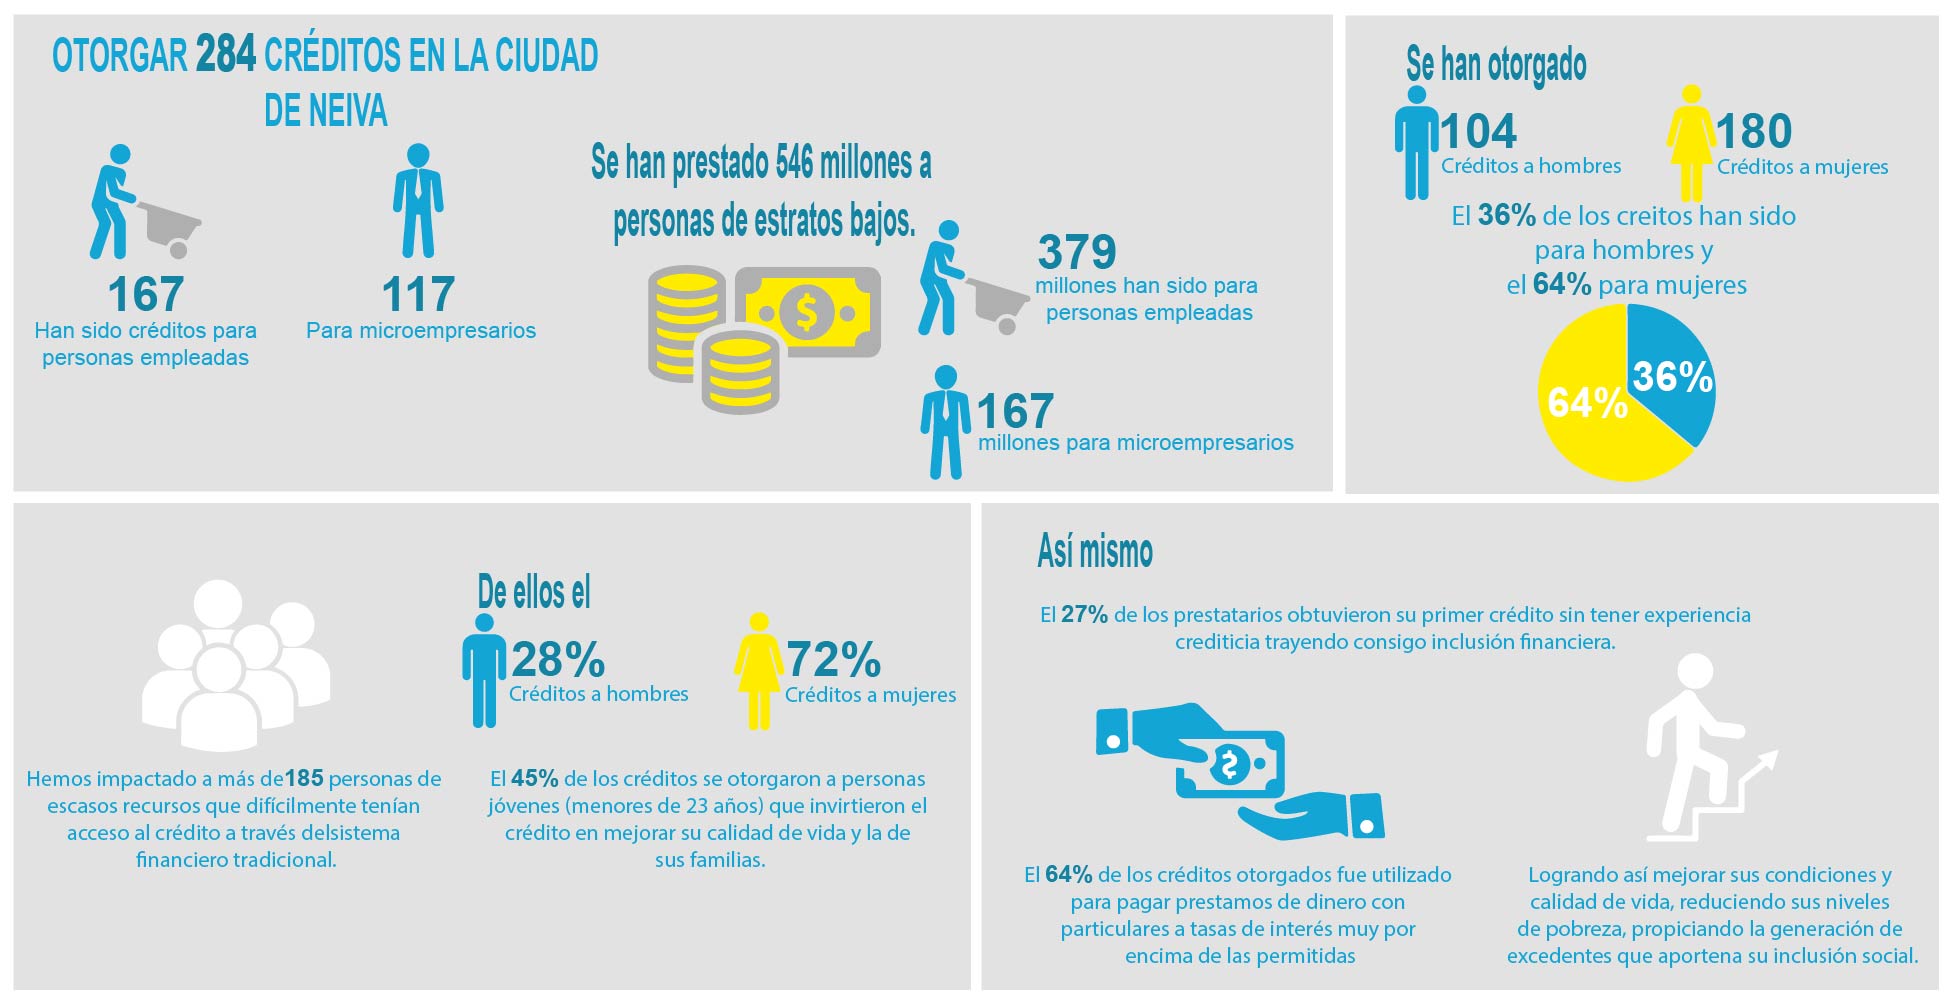 OTORGAR 284 CRÉDITOS EN LA CIUDAD
DE NEIVA
167
Han sido créditos para
personas empleadas
117
Para microempresarios
Se han prestado 546 millones a
personas de estratos bajos.
379
millones han sido para
personas empleadas
167
millones para microempresarios
Se han otorgado
104
Créditos a hombres
180
Créditos a mujeres
El 36% de los creitos han sido
para hombres y
el 64% para mujeres
64%
36%
Hemos impactado a más de185 personas de
escasos recursos que difícilmente tenían
acceso al crédito a través delsistema
financiero tradicional.
De ellos el
28%
Créditos a hombres
72%
Créditos a mujeres
El 45% de los créditos se otorgaron a personas
jóvenes (menores de 23 años) que invirtieron el
crédito en mejorar su calidad de vida y la de
sus familias.
Así mismo
El 27% de los prestatarios obtuvieron su primer crédito sin tener experiencia
crediticia trayendo consigo inclusión financiera.
El 64% de los créditos otorgados fue utilizado
para pagar prestamos de dinero con
particulares a tasas de interés muy por
encima de las permitidas
Logrando así mejorar sus condiciones y
calidad de vida, reduciendo sus niveles
de pobreza, propiciando la generación de
excedentes que aportena su inclusión social.